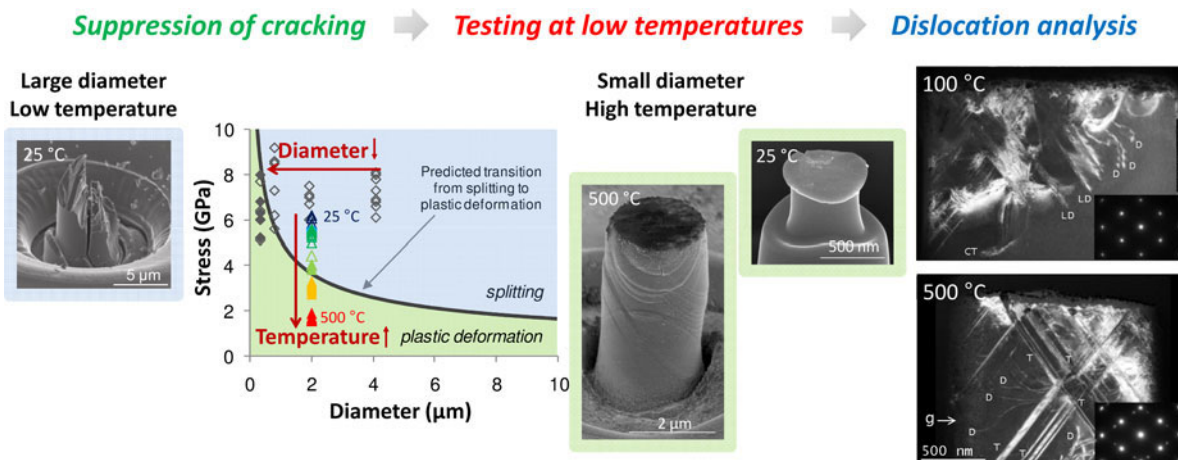 Suppression of cracking
Testing at low temperatures
Dislocation analysis
Large diameter
Low temperature
25 °C
5 μm
Stress (GPa)
10
8
6
4
2
0
Diameter↓
Predicted transition
from splitting to
plastic deformation
25 °C
splitting
500 °C
Temperature↑
plastic deformation
0 2 4 6 8 10
Diameter (μm)
Small diameter
High temperature
500 °C
2 μm
25 °C
500 nm
100 °C
D
D
LD
LD
CT
500 °C
T
T
D
D
T
g →
D
D
T
T
500 nm